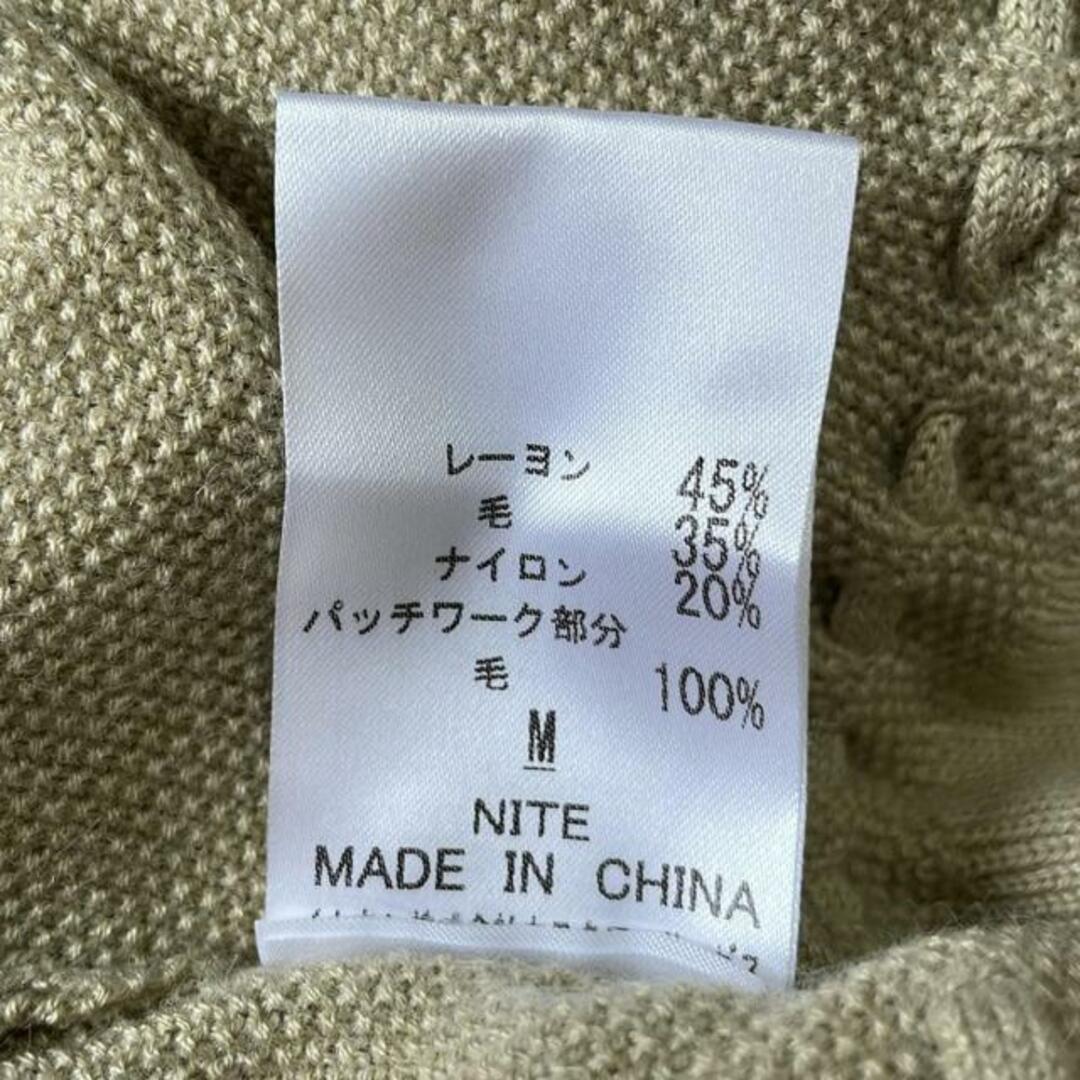 レーヨン 45%
毛 35%
ナイロン 20%
パッチワーク部分
毛 100%
M
NITE
MADE IN CHINA